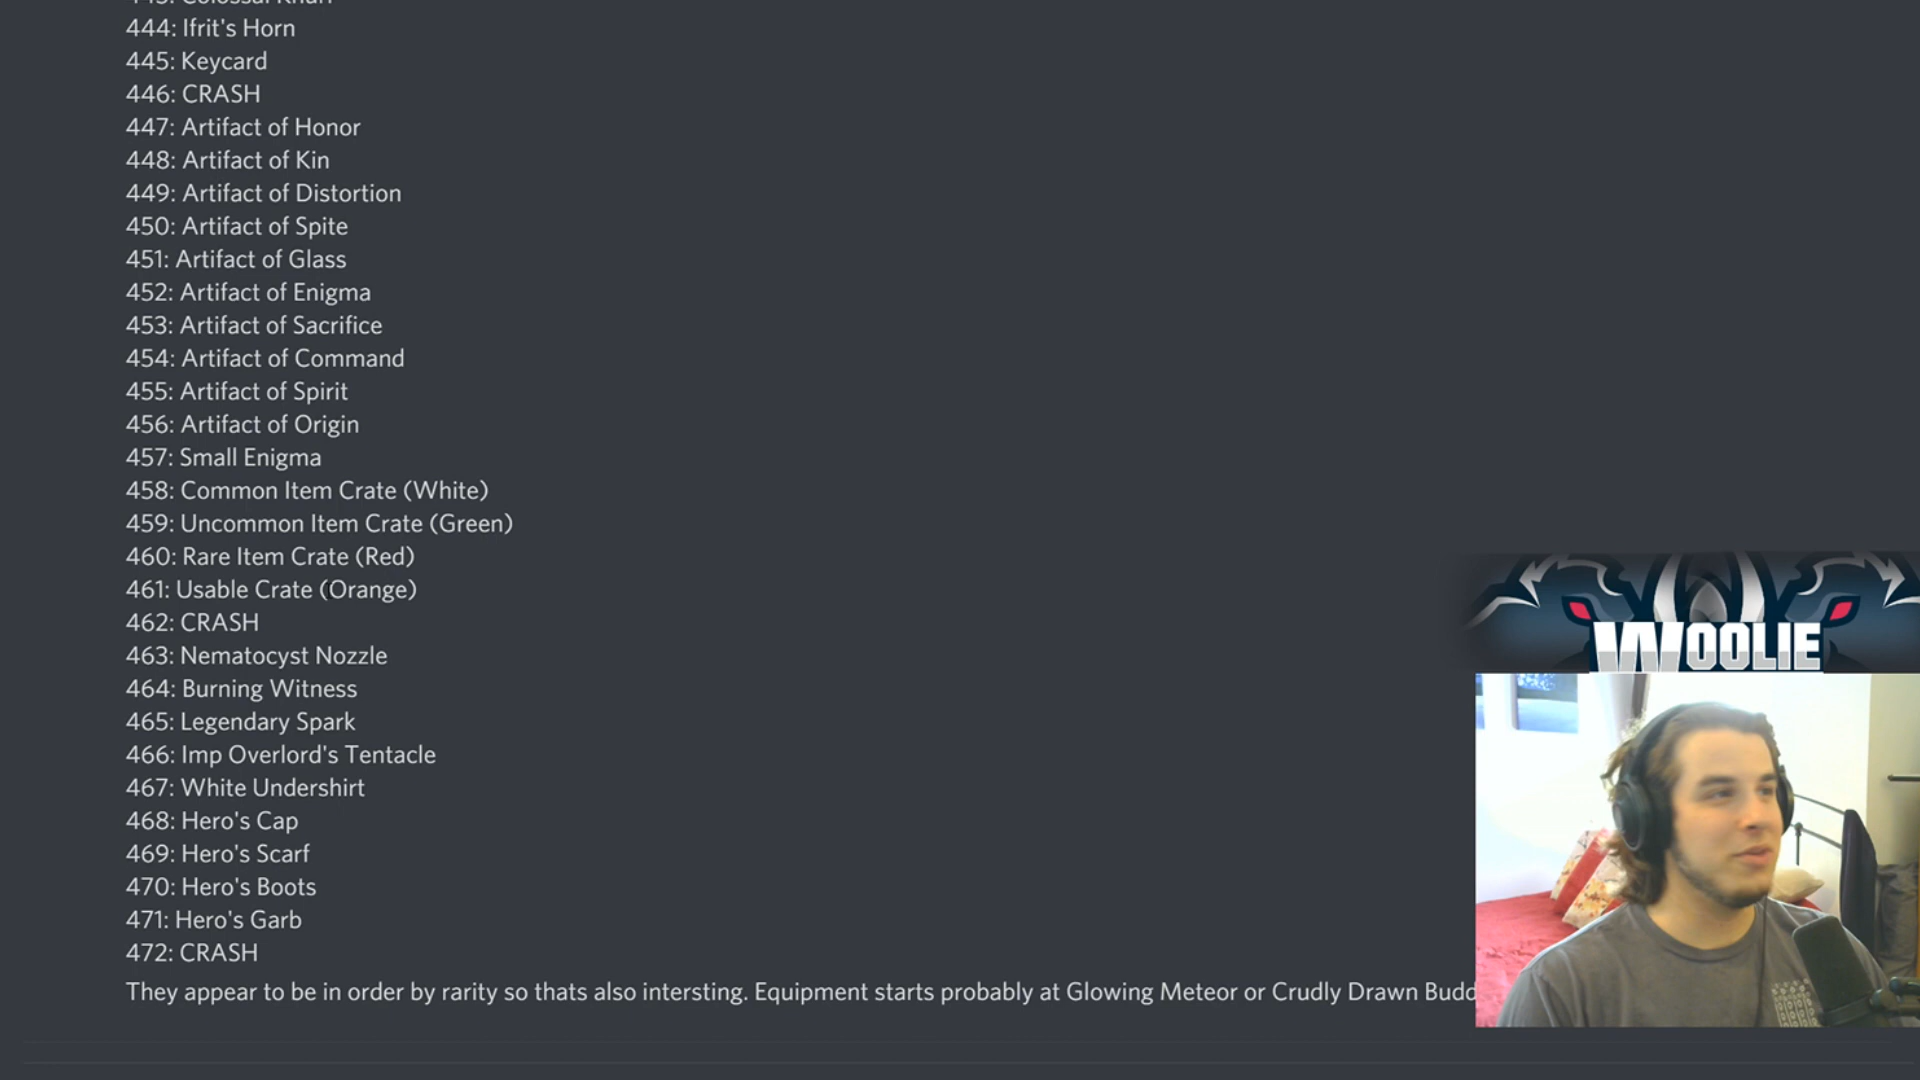 444: Ifrit's Horn
445: Keycard
446: CRASH
447: Artifact of Honor
448: Artifact of Kin
449: Artifact of Distortion
450: Artifact of Spite
451: Artifact of Glass
452: Artifact of Enigma
453: Artifact of Sacrifice
454: Artifact of Command
455: Artifact of Spirit
456: Artifact of Origin
457: Small Enigma
458: Common Item Crate (White)
459: Uncommon Item Crate (Green)
460: Rare Item Crate (Red)
461: Usable Crate (Orange)
462: CRASH
463: Nematocyst Nozzle
464: Burning Witness
465: Legendary Spark
466: Imp Overlord's Tentacle
467: White Undershirt
468: Hero's Cap
469: Hero's Scarf
470: Hero's Boots
471: Hero's Garb
472: CRASH
They appear to be in order by rarity so thats also intersting. Equipment starts probably at Glowing Meteor or Crudly Drawn Budd
WOOLIE